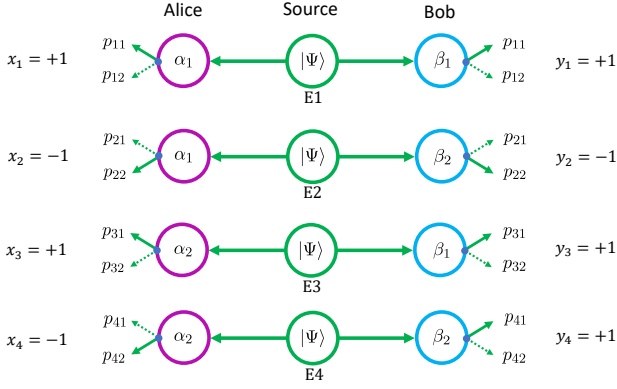 Alice Source Bob
x₁ = +1 p₁₁ p₁₂ α₁ |Ψ⟩ E1 β₁ p₁₁ p₁₂ y₁ = +1
x₂ = −1 p₂₁ p₂₂ α₁ |Ψ⟩ E2 β₂ p₂₁ p₂₂ y₂ = −1
x₃ = +1 p₃₁ p₃₂ α₂ |Ψ⟩ E3 β₁ p₃₁ p₃₂ y₃ = +1
x₄ = −1 p₄₁ p₄₂ α₂ |Ψ⟩ E4 β₂ p₄₁ p₄₂ y₄ = +1